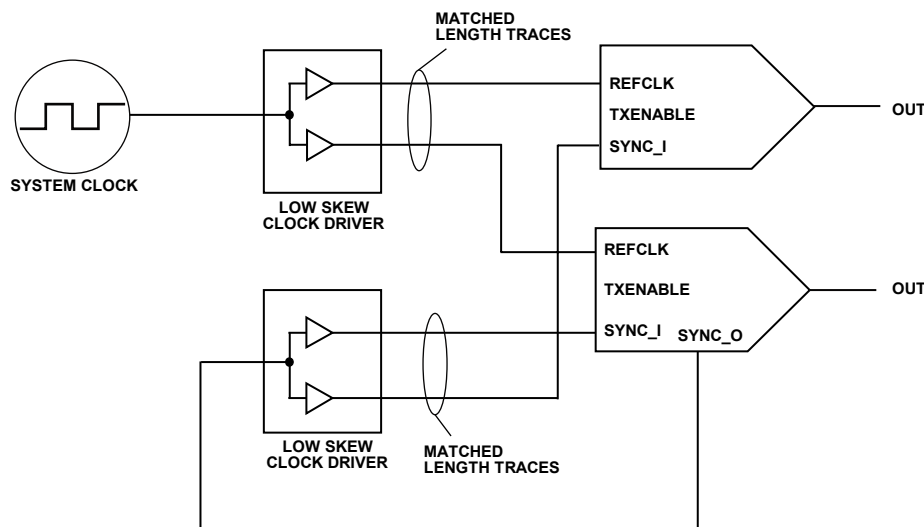 MATCHED
LENGTH TRACES
SYSTEM CLOCK
LOW SKEW
CLOCK DRIVER
REFCLK
TXENABLE
SYNC_I
OUT
REFCLK
TXENABLE
SYNC_I
SYNC_O
OUT
LOW SKEW
CLOCK DRIVER
MATCHED
LENGTH TRACES